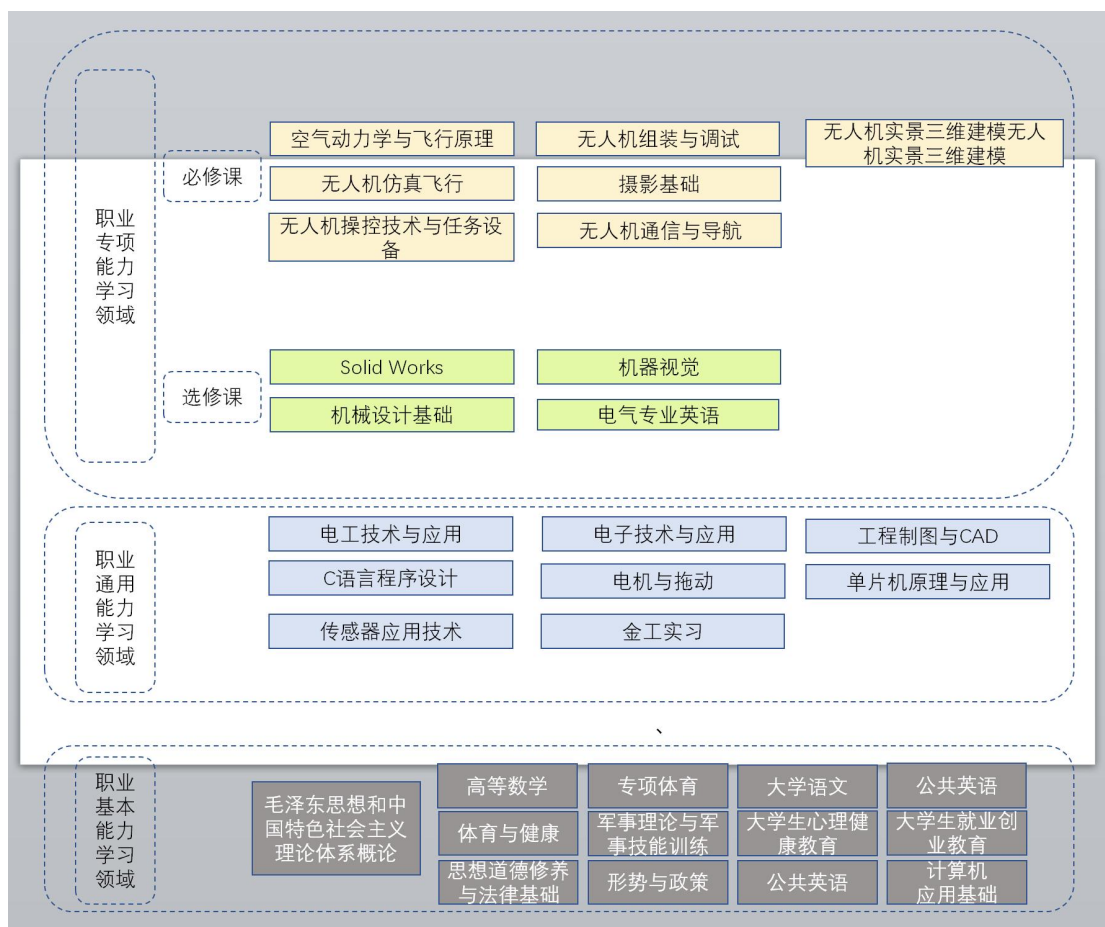 职业
专项
能力
学习
领域
必修课
空气动力学与飞行原理
无人机组装与调试
无人机实景三维建模无人
机实景三维建模
无人机仿真飞行
摄影基础
无人机操控技术与任务设
备
无人机通信与导航
选修课
Solid Works
机器视觉
机械设计基础
电气专业英语
职业
通用
能力
学习
领域
电工技术与应用
电子技术与应用
工程制图与CAD
C语言程序设计
电机与拖动
单片机原理与应用
传感器应用技术
金工实习
、
职业
基本
能力
学习
领域
毛泽东思想和中
国特色社会主义
理论体系概论
高等数学
专项体育
大学语文
公共英语
体育与健康
军事理论与军
事技能训练
大学生心理健
康教育
大学生就业创
业教育
思想道德修养
与法律基础
形势与政策
公共英语
计算机
应用基础